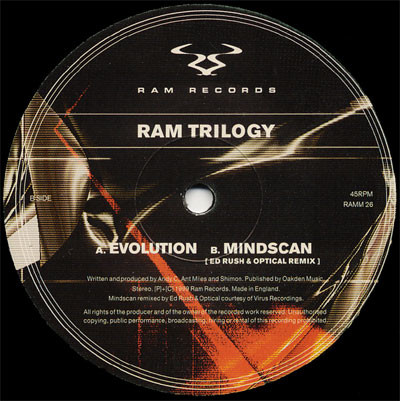 RAM RECORDS
RAM TRILOGY
B SIDE
45RPM
RAMM 26
A. EVOLUTION B. MINDSCAN
[ ED RUSH & OPTICAL REMIX ]
Written and produced by Andy C, Ant Miles and Shimon. Published by Oakden Music.
Stereo. [P]+[C] 1999 Ram Records. Made in England.
Mindscan remixed by Ed Rush & Optical courtesy of Virus Recordings.
All rights of the producer and of the owner of the recorded work reserved. Unauthorised
copying, public performance, broadcasting, hiring or rental of this recording prohibited.